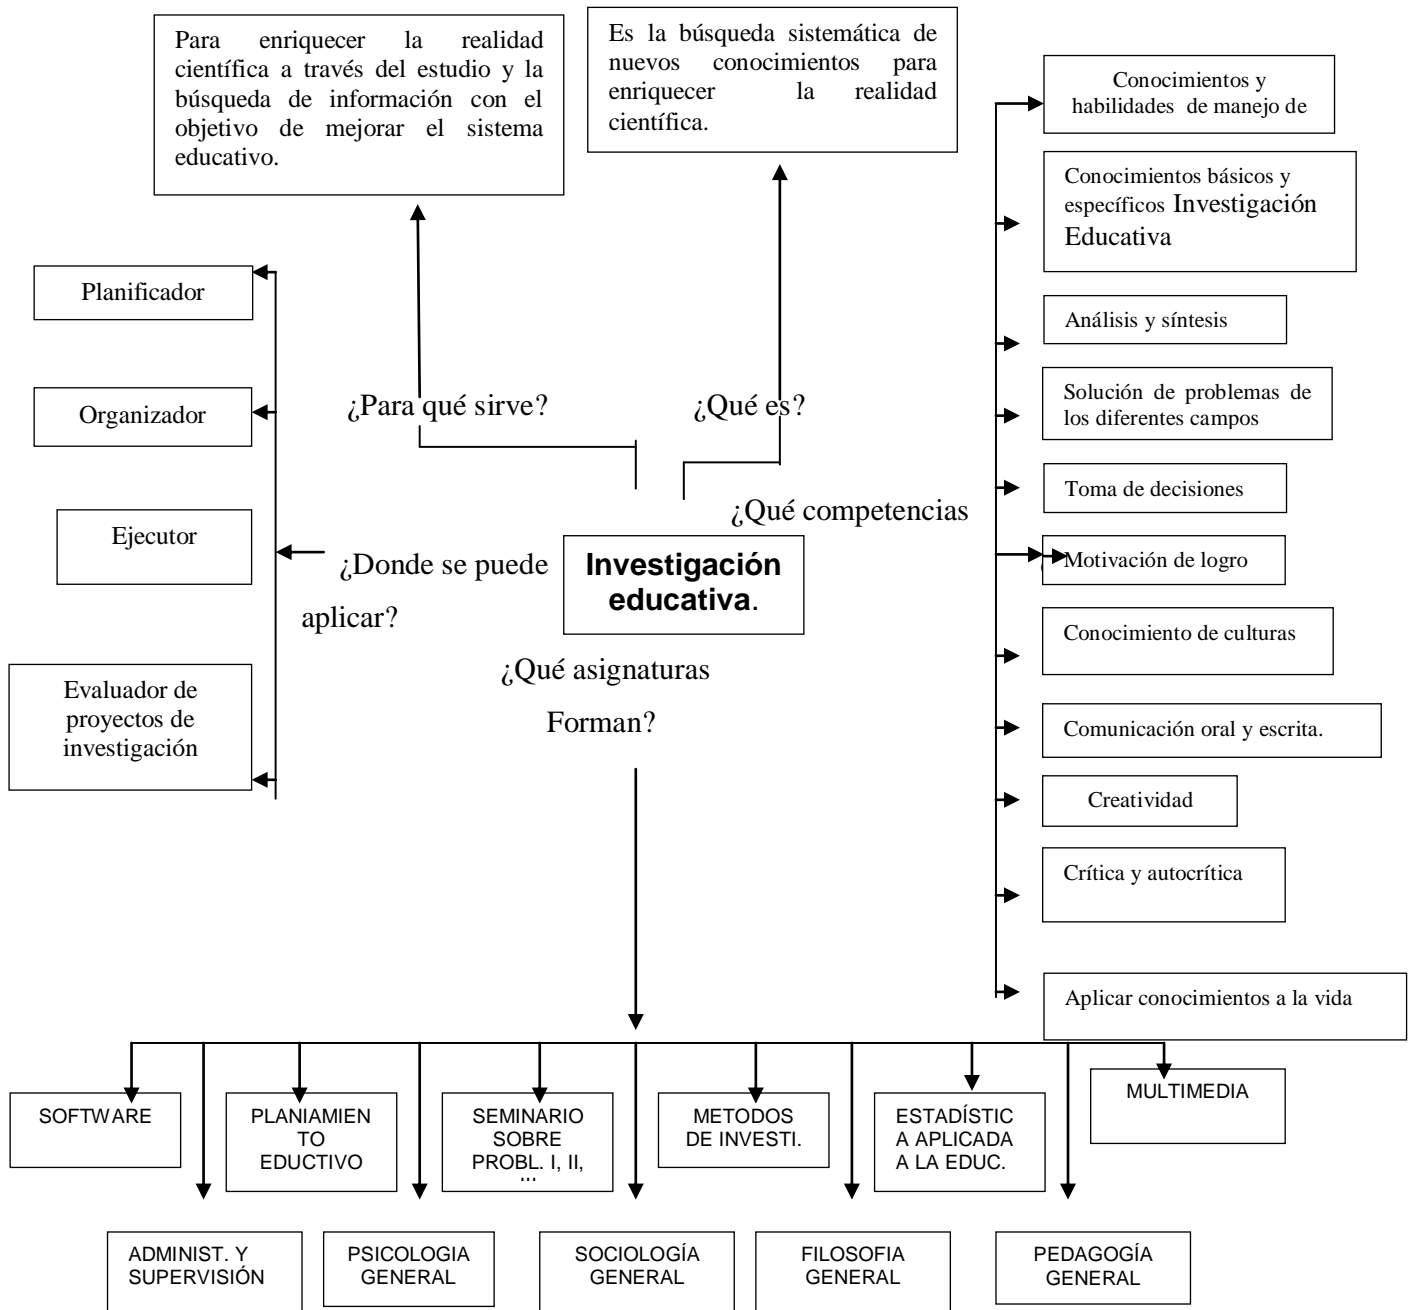 Para enriquecer la realidad
científica a través del estudio y la
búsqueda de información con el
objetivo de mejorar el sistema
educativo.
Es la búsqueda sistemática de
nuevos conocimientos para
enriquecer la realidad
científica.
Conocimientos y
habilidades de manejo de
Conocimientos básicos y
específicos Investigación
Educativa
Análisis y síntesis
Solución de problemas de
los diferentes campos
Toma de decisiones
Motivación de logro
Conocimiento de culturas
Comunicación oral y escrita.
Creatividad
Crítica y autocrítica
Aplicar conocimientos a la vida
Planificador
Organizador
Ejecutor
Evaluador de
proyectos de
investigación
¿Para qué sirve?
¿Qué es?
¿Qué competencias
¿Donde se puede
aplicar?
Investigación
educativa.
¿Qué asignaturas
Forman?
SOFTWARE
PLANIAMIEN
TO
EDUCTIVO
SEMINARIO
SOBRE
PROBL. I, II,
...
METODOS
DE INVESTI.
ESTADÍSTIC
A APLICADA
A LA EDUC.
MULTIMEDIA
ADMINIST. Y
SUPERVISIÓN
PSICOLOGIA
GENERAL
SOCIOLOGÍA
GENERAL
FILOSOFIA
GENERAL
PEDAGOGÍA
GENERAL